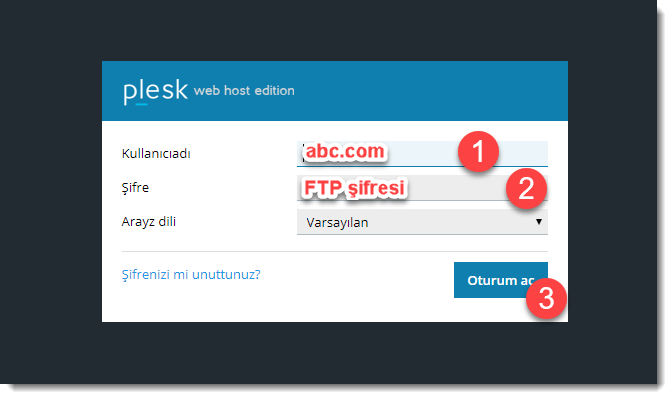 plesk web host edition
Kullanıcıadı abc.com 1
Şifre FTP şifresi 2
Arayz dili Varsayılan
Şifrenizi mi unuttunuz? Oturum aç
3